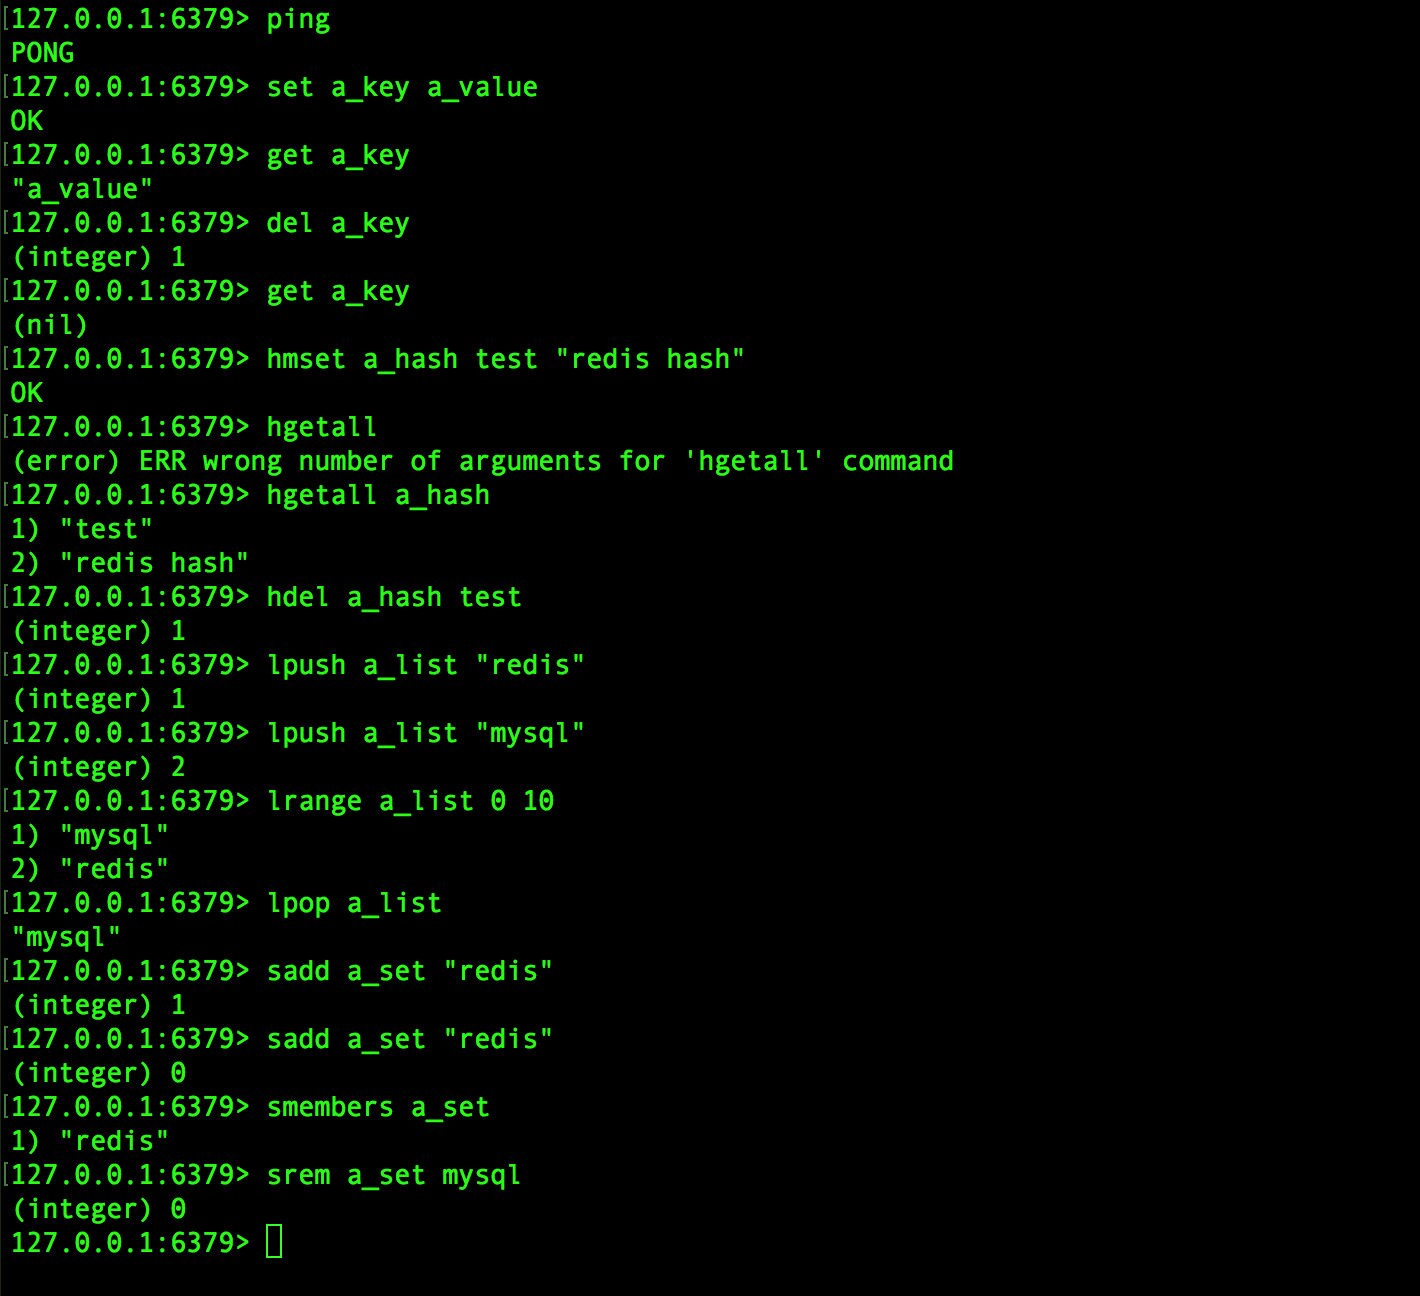 [127.0.0.1:6379> ping
PONG
[127.0.0.1:6379> set a_key a_value
OK
[127.0.0.1:6379> get a_key
"a_value"
[127.0.0.1:6379> del a_key
(integer) 1
[127.0.0.1:6379> get a_key
(nil)
[127.0.0.1:6379> hmset a_hash test "redis hash"
OK
[127.0.0.1:6379> hgetall
(error) ERR wrong number of arguments for 'hgetall' command
[127.0.0.1:6379> hgetall a_hash
1) "test"
2) "redis hash"
[127.0.0.1:6379> hdel a_hash test
(integer) 1
[127.0.0.1:6379> lpush a_list "redis"
(integer) 1
[127.0.0.1:6379> lpush a_list "mysql"
(integer) 2
[127.0.0.1:6379> lrange a_list 0 10
1) "mysql"
2) "redis"
[127.0.0.1:6379> lpop a_list
"mysql"
[127.0.0.1:6379> sadd a_set "redis"
(integer) 1
[127.0.0.1:6379> sadd a_set "redis"
(integer) 0
[127.0.0.1:6379> smembers a_set
1) "redis"
[127.0.0.1:6379> srem a_set mysql
(integer) 0
127.0.0.1:6379>